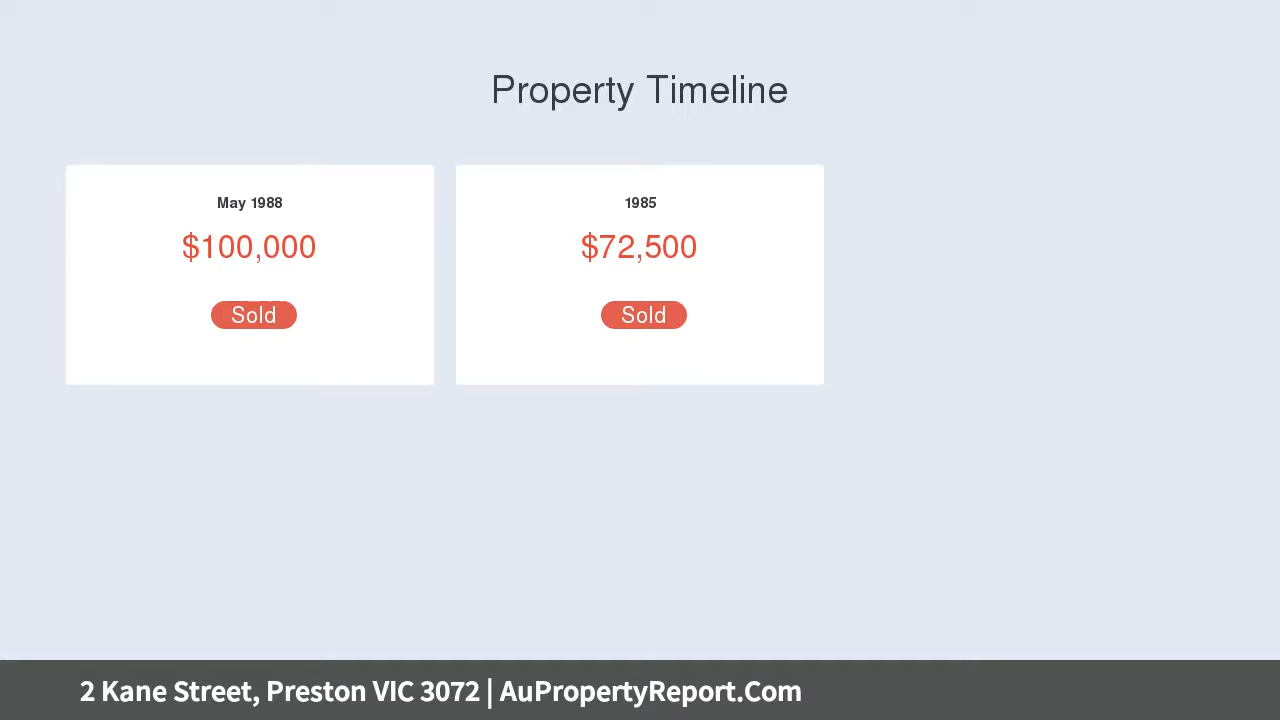 Property Timeline
May 1988
$100,000
Sold
1985
$72,500
Sold
2 Kane Street, Preston VIC 3072 | AuPropertyReport.Com